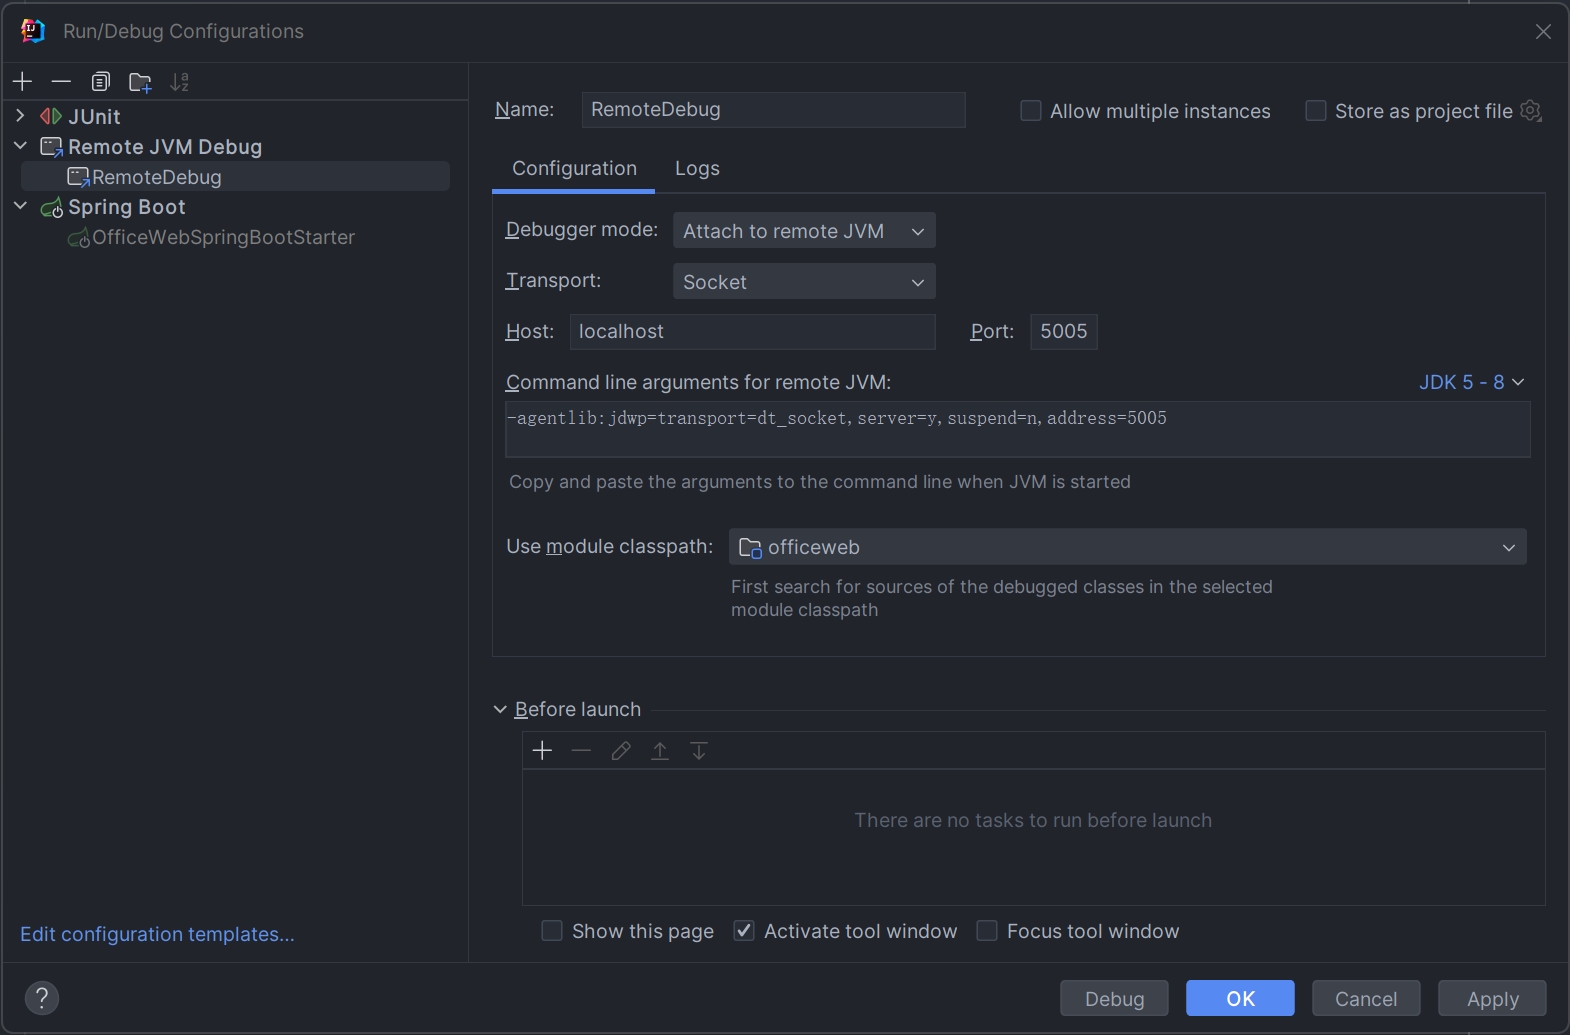 Run/Debug Configurations
JUnit
Remote JVM Debug
RemoteDebug
Spring Boot
OfficeWebSpringBootStarter
Edit configuration templates...
Name: RemoteDebug Allow multiple instances Store as project file
Configuration Logs
Debugger mode: Attach to remote JVM
Transport: Socket
Host: localhost Port: 5005
Command line arguments for remote JVM: JDK 5 - 8
-agentlib:jdwp=transport=dt_socket,server=y,suspend=n,address=5005
Copy and paste the arguments to the command line when JVM is started
Use module classpath: officeweb
First search for sources of the debugged classes in the selected
module classpath
Before launch
There are no tasks to run before launch
Show this page Activate tool window Focus tool window
? Debug OK Cancel Apply